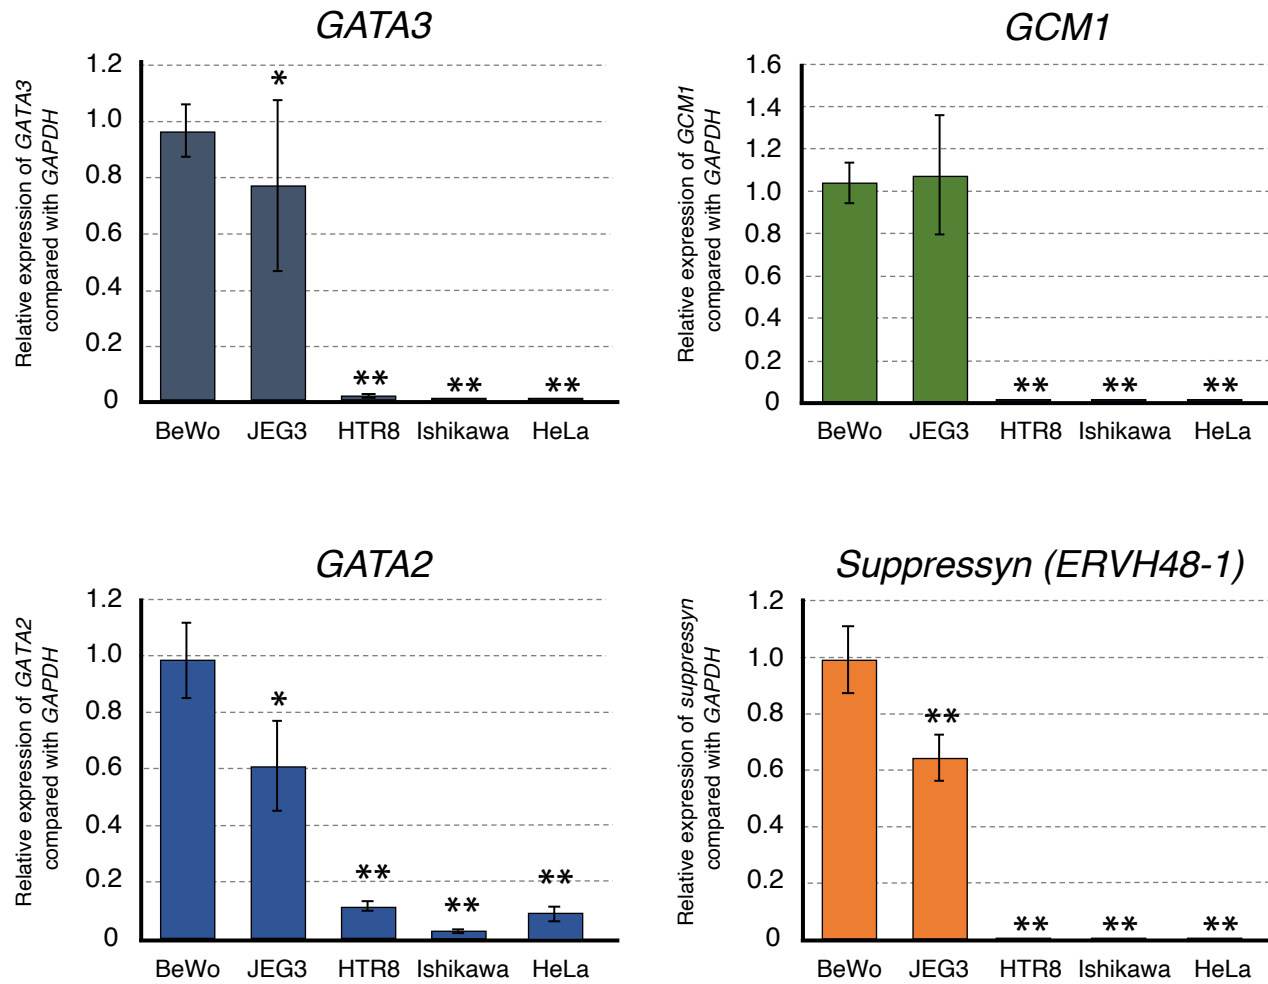 GATA3
Relative expression of GATA3
compared with GAPDH
1.2
1.0
0.8
0.6
0.4
0.2
0
*
**
**
**
BeWo JEG3 HTR8 Ishikawa HeLa
GCM1
Relative expression of GCM1
compared with GAPDH
1.6
1.4
1.2
1.0
0.8
0.6
0.4
0.2
0
**
**
**
BeWo JEG3 HTR8 Ishikawa HeLa
GATA2
Relative expression of GATA2
compared with GAPDH
1.2
1.0
0.8
0.6
0.4
0.2
0
*
**
**
**
BeWo JEG3 HTR8 Ishikawa HeLa
Suppressyn (ERVH48-1)
Relative expression of suppressyn
compared with GAPDH
1.2
1.0
0.8
0.6
0.4
0.2
0
**
**
**
**
BeWo JEG3 HTR8 Ishikawa HeLa